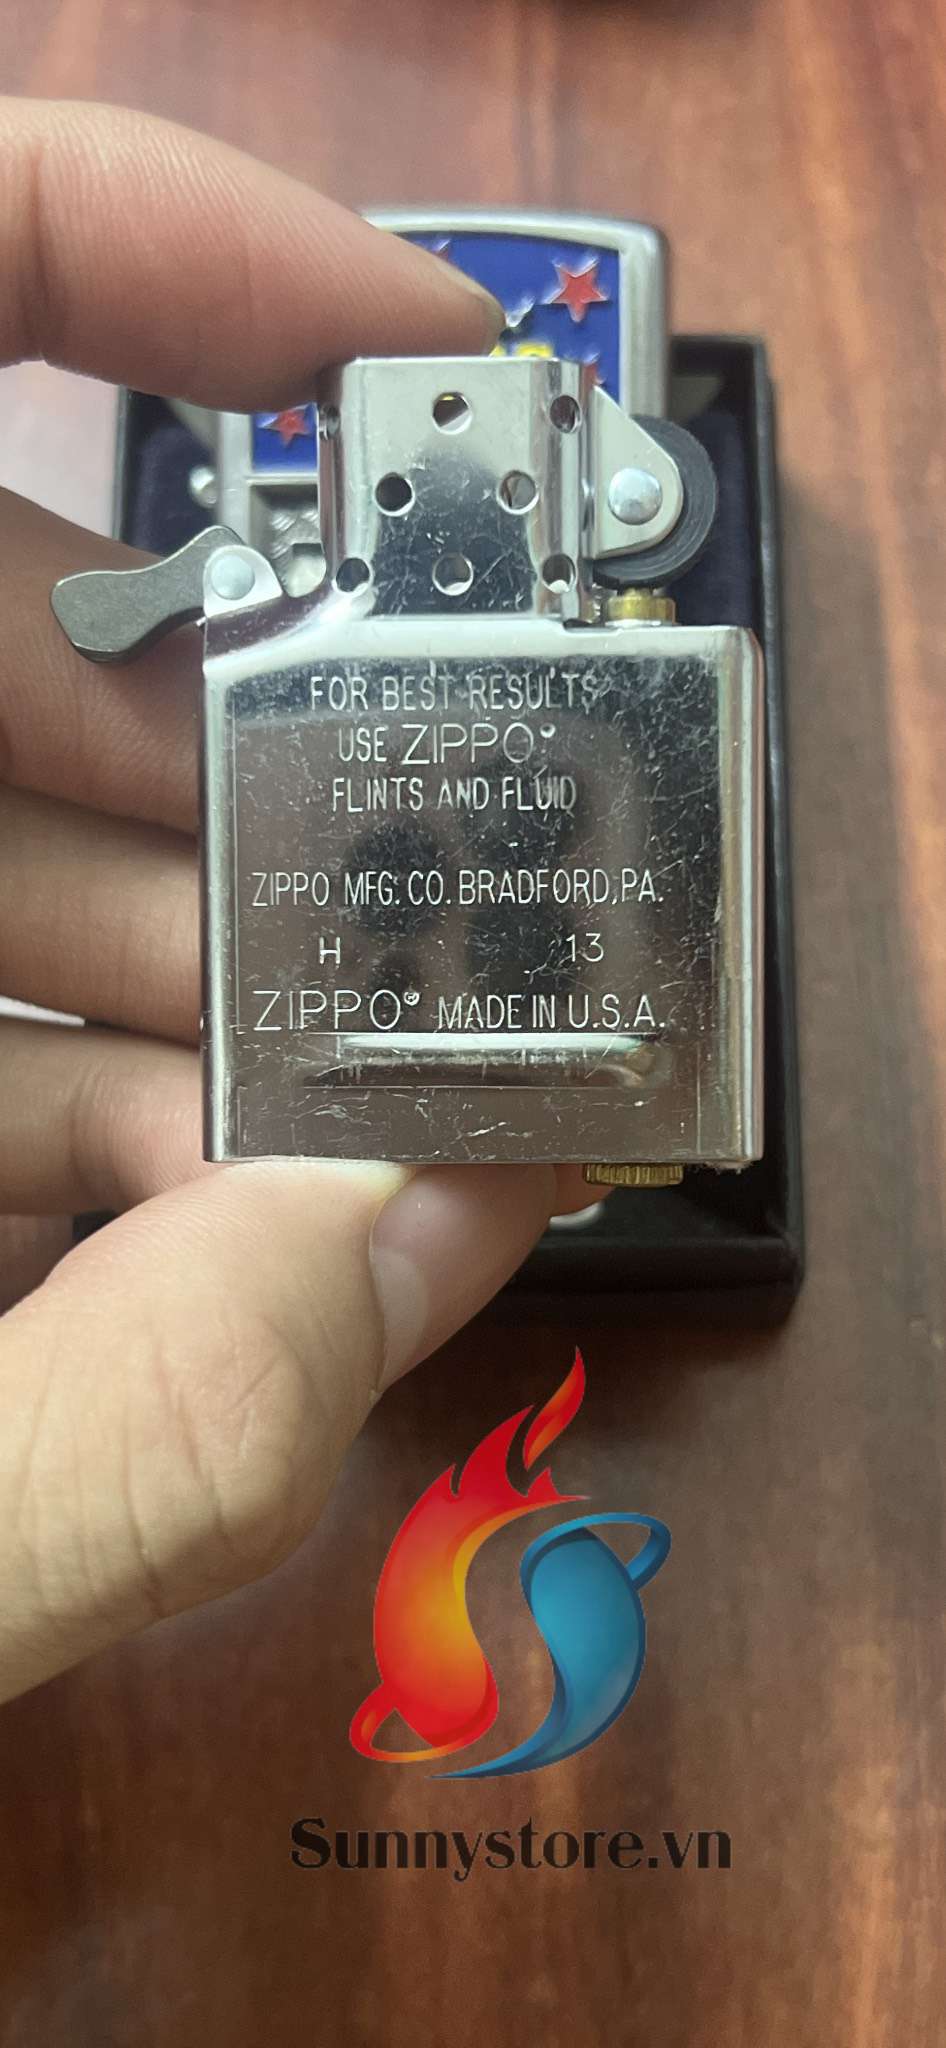 FOR BEST RESULTS
USE ZIPPO®
FLINTS AND FLUID
ZIPPO MFG. CO. BRADFORD, PA.
H 13
ZIPPO® MADE IN U.S.A.
Sunnystore.vn